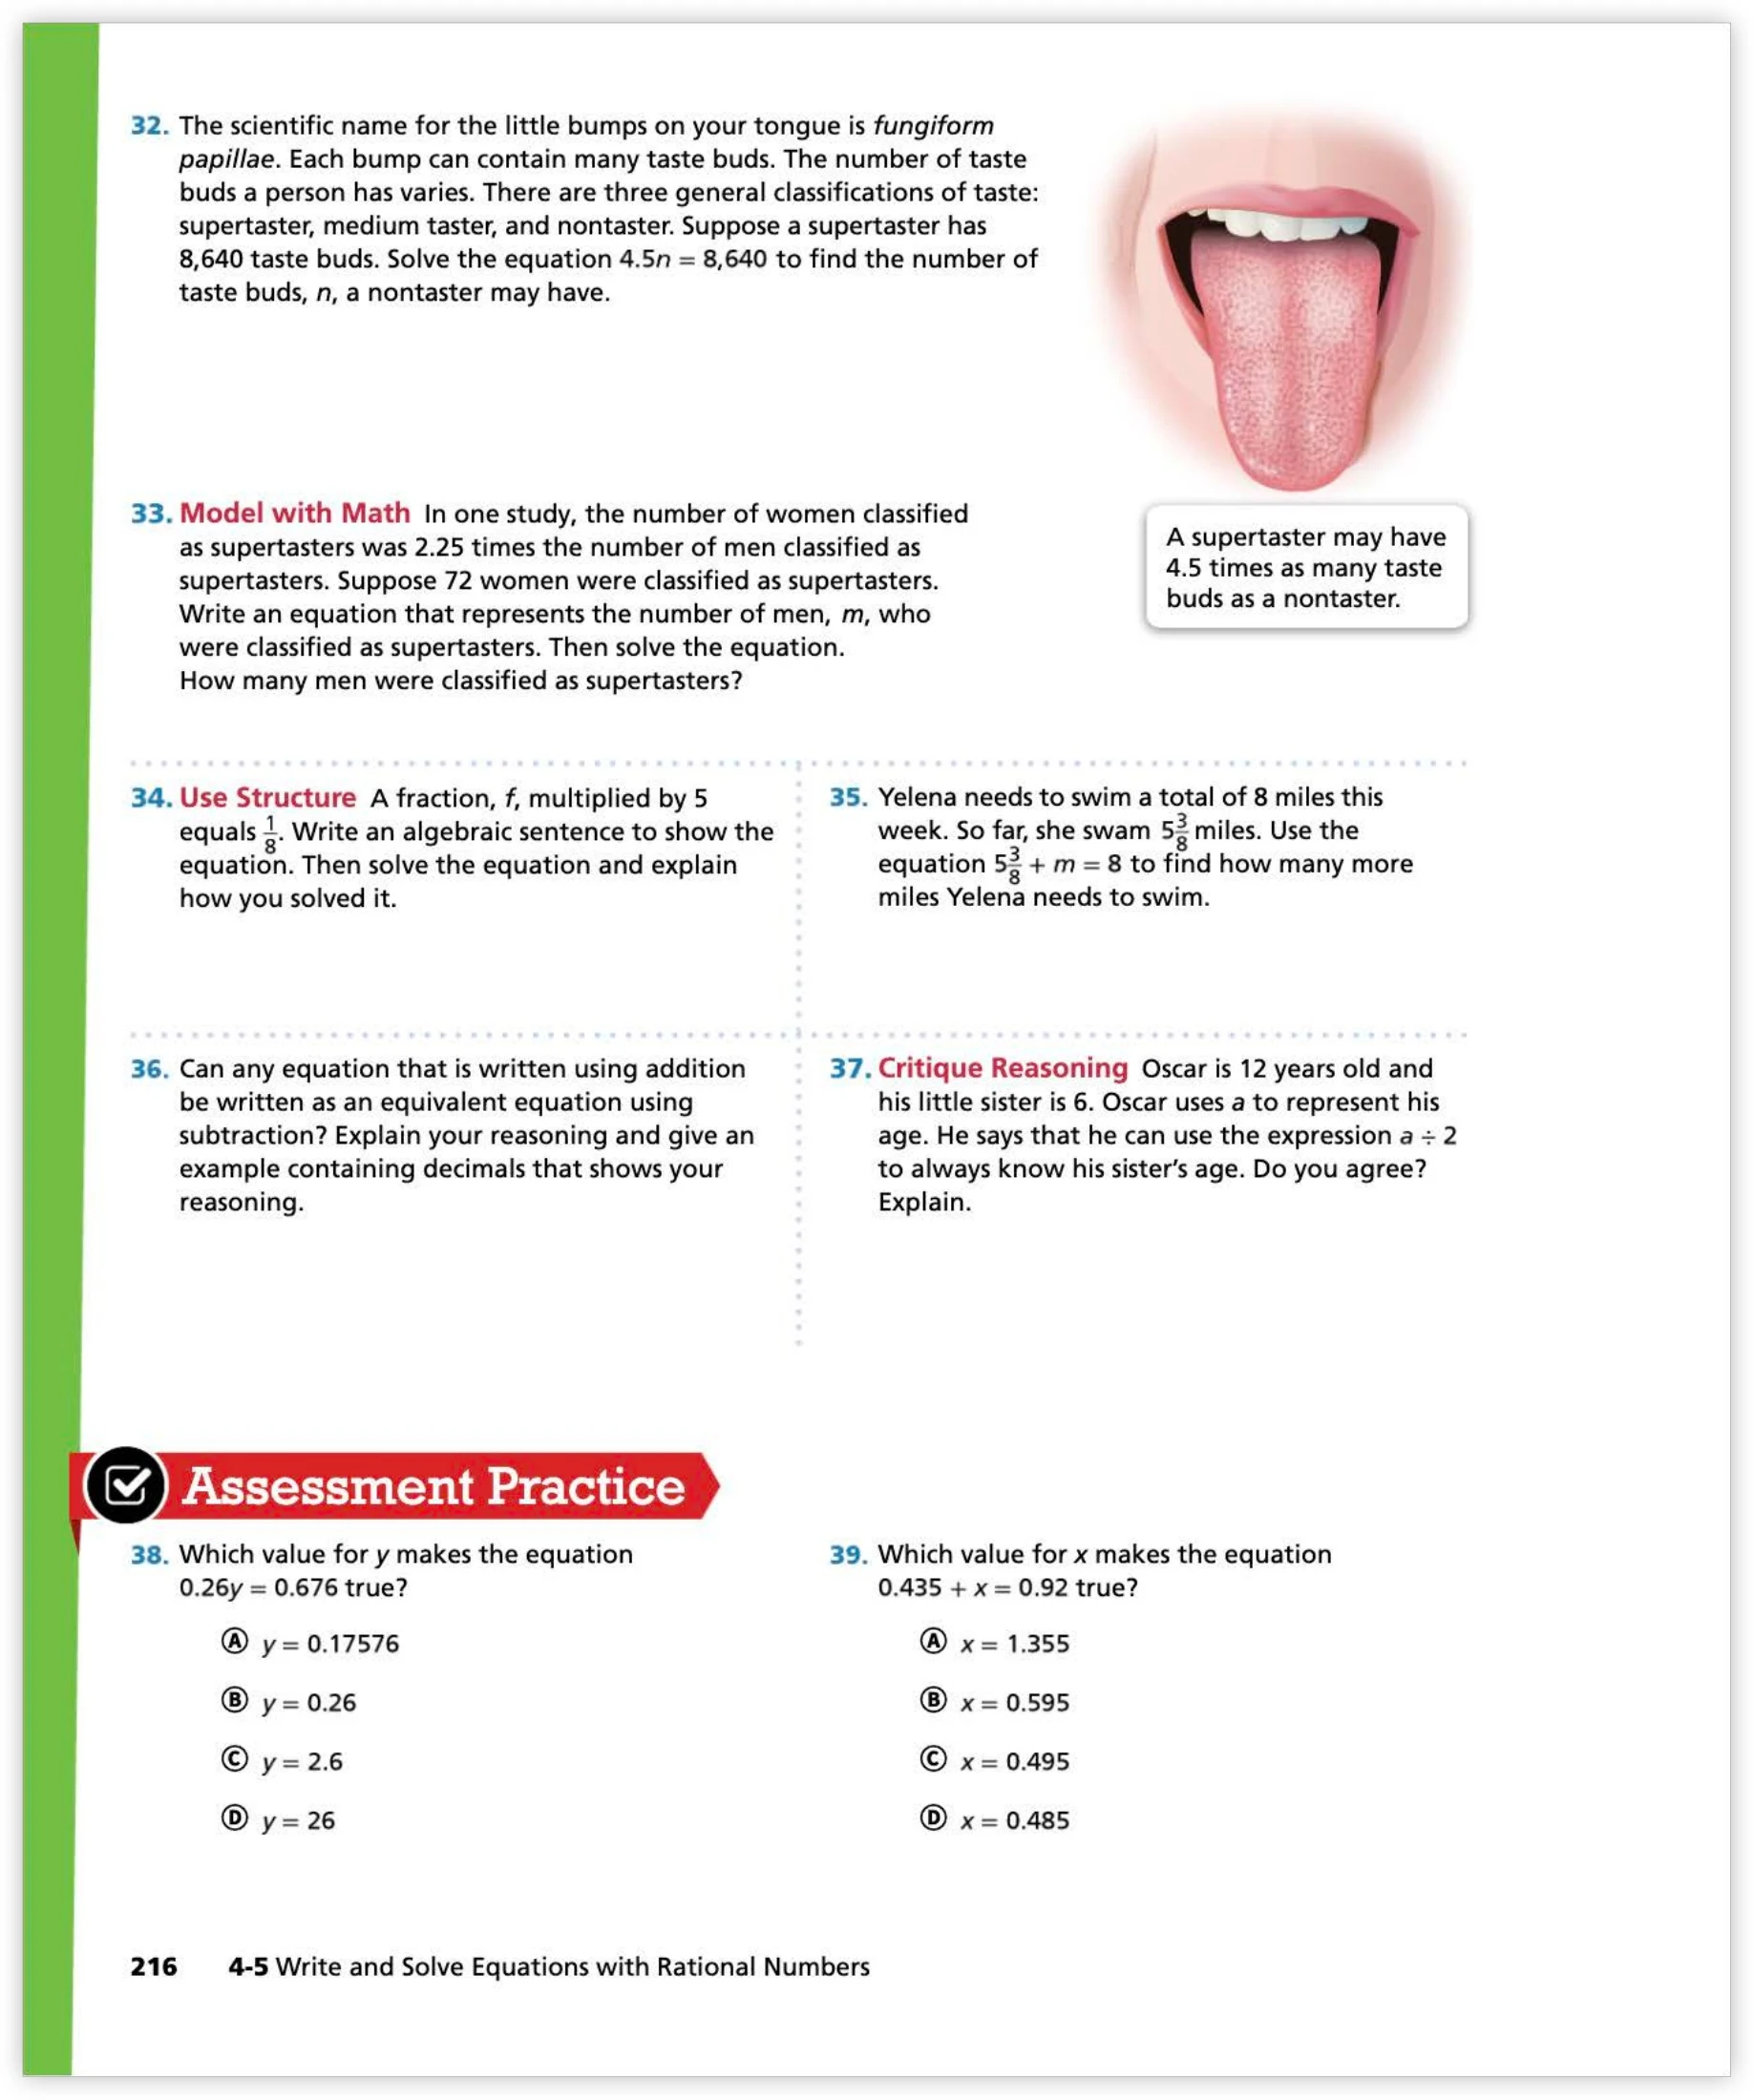 32. The scientific name for the little bumps on your tongue is fungiform
papillae. Each bump can contain many taste buds. The number of taste
buds a person has varies. There are three general classifications of taste:
supertaster, medium taster, and nontaster. Suppose a supertaster has
8,640 taste buds. Solve the equation 4.5n = 8,640 to find the number of
taste buds, n, a nontaster may have.
33. Model with Math In one study, the number of women classified
as supertasters was 2.25 times the number of men classified as
supertasters. Suppose 72 women were classified as supertasters.
Write an equation that represents the number of men, m, who
were classified as supertasters. Then solve the equation.
How many men were classified as supertasters?
A supertaster may have
4.5 times as many taste
buds as a nontaster.
34. Use Structure A fraction, f, multiplied by 5
equals 1/8. Write an algebraic sentence to show the
equation. Then solve the equation and explain
how you solved it.
35. Yelena needs to swim a total of 8 miles this
week. So far, she swam 5 3/8 miles. Use the
equation 5 3/8 + m = 8 to find how many more
miles Yelena needs to swim.
36. Can any equation that is written using addition
be written as an equivalent equation using
subtraction? Explain your reasoning and give an
example containing decimals that shows your
reasoning.
37. Critique Reasoning Oscar is 12 years old and
his little sister is 6. Oscar uses a to represent his
age. He says that he can use the expression a ÷ 2
to always know his sister's age. Do you agree?
Explain.
Assessment Practice
38. Which value for y makes the equation
0.26y = 0.676 true?
Ⓐ y = 0.17576
Ⓑ y = 0.26
Ⓒ y = 2.6
Ⓓ y = 26
39. Which value for x makes the equation
0.435 + x = 0.92 true?
Ⓐ x = 1.355
Ⓑ x = 0.595
Ⓒ x = 0.495
Ⓓ x = 0.485
216 4-5 Write and Solve Equations with Rational Numbers